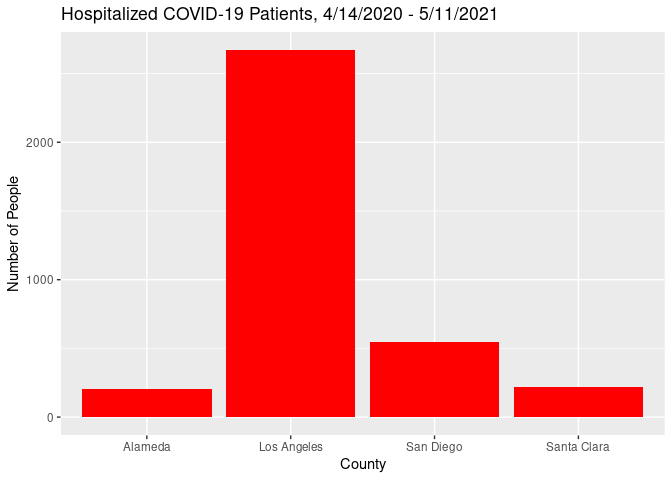 Hospitalized COVID-19 Patients, 4/14/2020 - 5/11/2021
Number of People
2000
1000
0
Alameda
Los Angeles
San Diego
Santa Clara
County